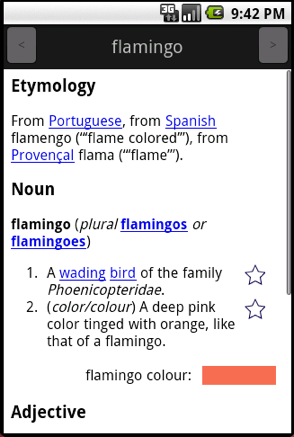 3G 9:42 PM
< flamingo >
Etymology
From Portuguese, from Spanish
flamengo (“‘flame colored”’), from
Provençal flama (“‘flame”’).
Noun
flamingo (plural flamingos or
flamingoes)
1. A wading bird of the family
Phoenicopteridae.
2. (color/colour) A deep pink
color tinged with orange, like
that of a flamingo.
flamingo colour:
Adjective